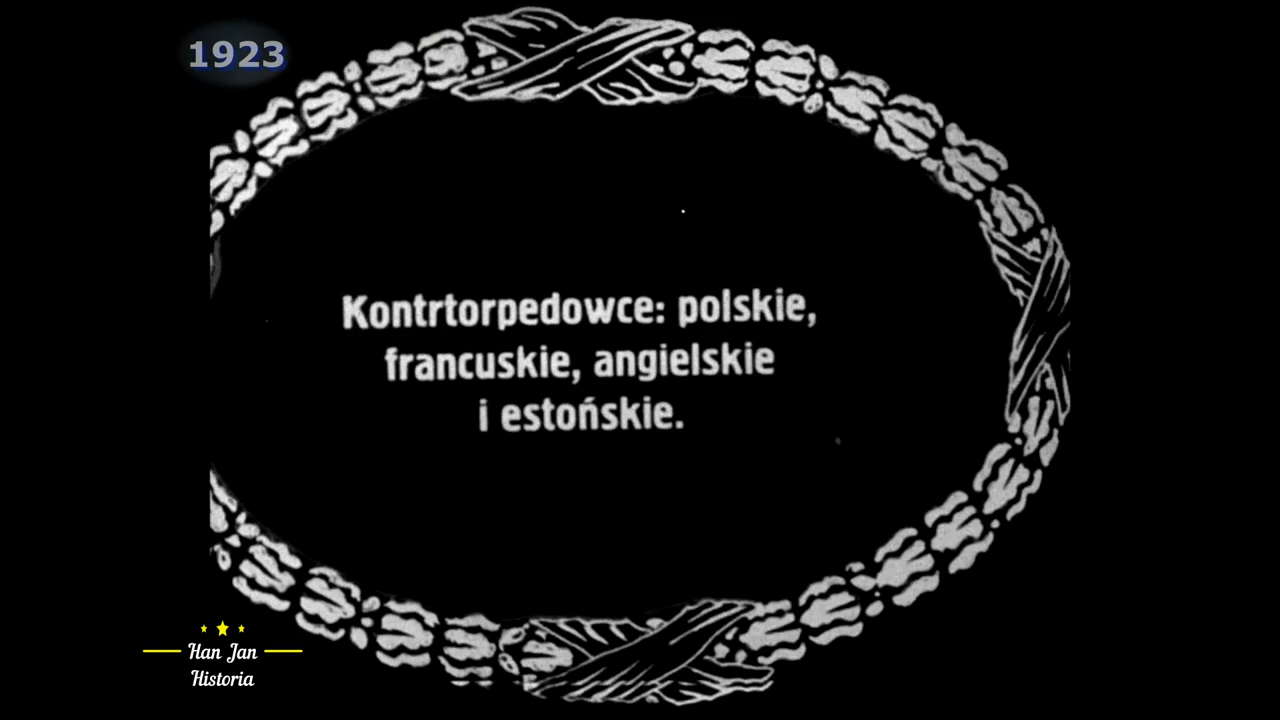 1923
Kontrtorpedowce: polskie,
francuskie, angielskie
i estońskie.
Han Jan
Historia